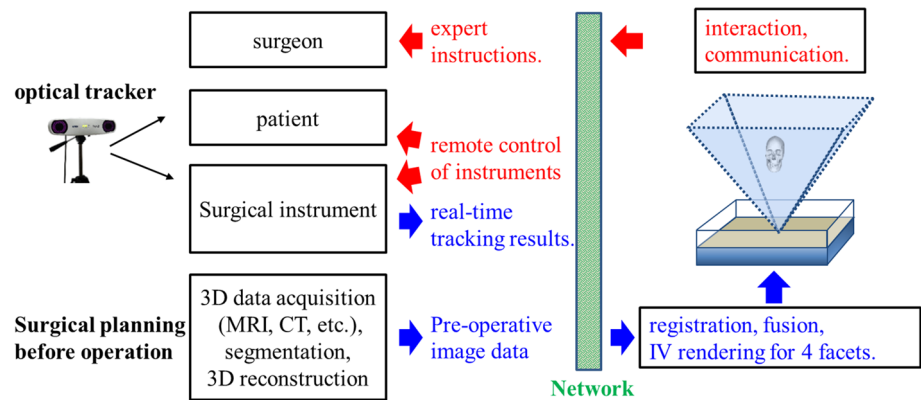 surgeon
expert
instructions.
interaction,
communication.
optical tracker
patient
remote control
of instruments
Surgical instrument
real-time
tracking results.
Surgical planning
before operation
3D data acquisition
(MRI, CT, etc.),
segmentation,
3D reconstruction
Pre-operative
image data
registration, fusion,
IV rendering for 4 facets.
Network